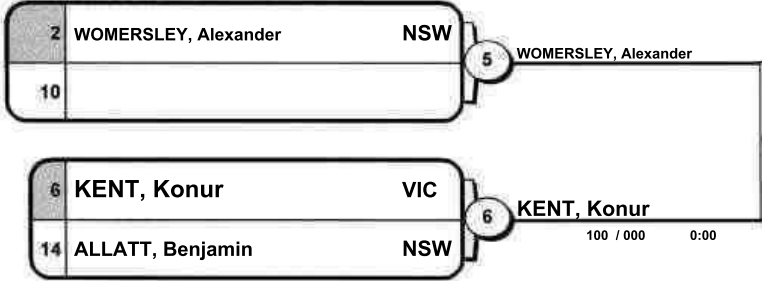 2 WOMERSLEY, Alexander NSW
5 WOMERSLEY, Alexander
10
6 KENT, Konur VIC
6 KENT, Konur
14 ALLATT, Benjamin NSW
100 / 000 0:00